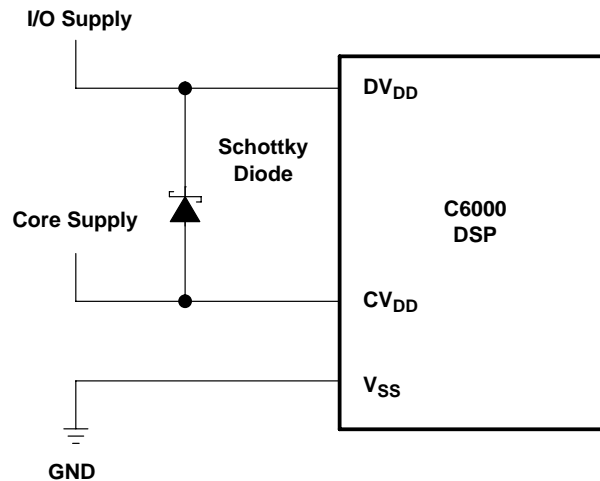 I/O Supply
DVDD
Schottky
Diode
C6000
DSP
Core Supply
CVDD
VSS
GND